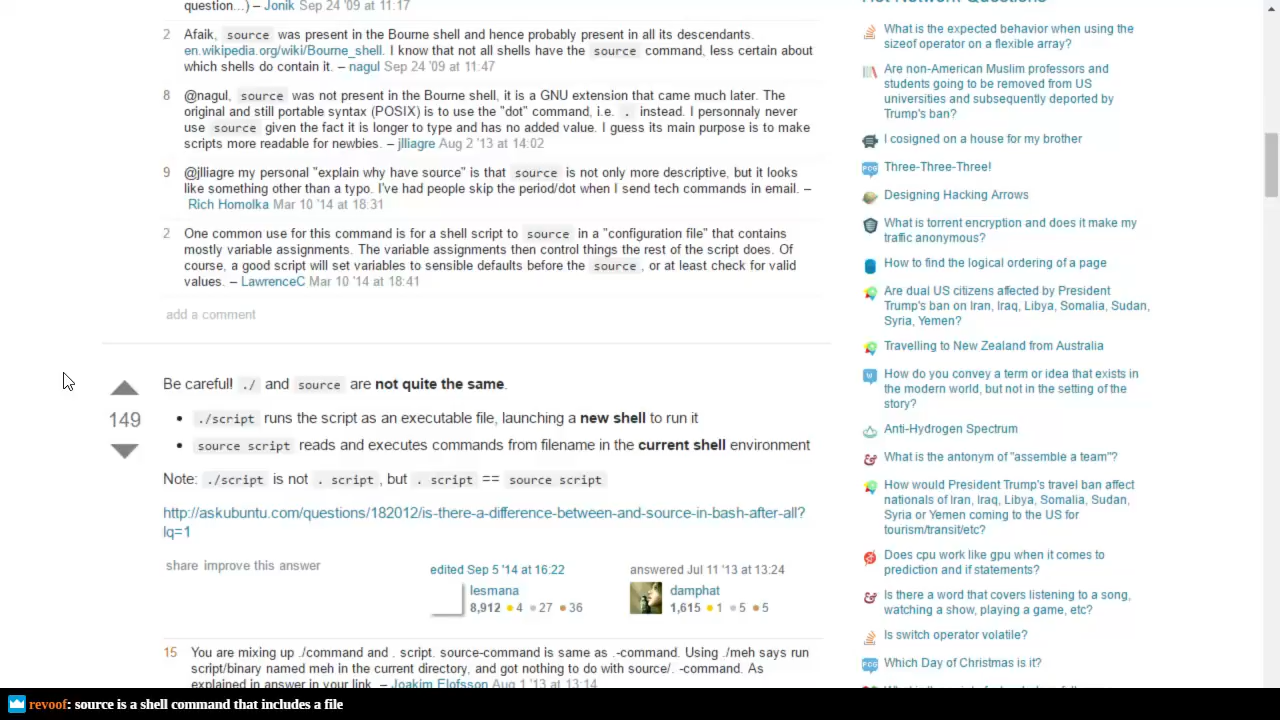 question...) – Jonik Sep 24 '09 at 11:17
2 Afaik, source was present in the Bourne shell and hence probably present in all its descendants.
en.wikipedia.org/wiki/Bourne_shell. I know that not all shells have the source command, less certain about
which shells do contain it. – nagul Sep 24 '09 at 11:47
8 @nagul, source was not present in the Bourne shell, it is a GNU extension that came much later. The
original and still portable syntax (POSIX) is to use the "dot" command, i.e. . instead. I personnaly never
use source given the fact it is longer to type and has no added value. I guess its main purpose is to make
scripts more readable for newbies. – jlliagre Aug 2 '13 at 14:02
9 @jlliagre my personal "explain why have source" is that source is not only more descriptive, but it looks
like something other than a typo. I've had people skip the period/dot when I send tech commands in email. –
Rich Homolka Mar 10 '14 at 18:31
2 One common use for this command is for a shell script to source in a "configuration file" that contains
mostly variable assignments. The variable assignments then control things the rest of the script does. Of
course, a good script will set variables to sensible defaults before the source, or at least check for valid
values. – LawrenceC Mar 10 '14 at 18:41
add a comment
149
Be careful! ./ and source are not quite the same.
• ./script runs the script as an executable file, launching a new shell to run it
• source script reads and executes commands from filename in the current shell environment
Note: ./script is not . script, but . script == source script
http://askubuntu.com/questions/182012/is-there-a-difference-between-and-source-in-bash-after-all?
lq=1
share improve this answer
edited Sep 5 '14 at 16:22
lesmana
8,912 ● 4 ● 27 ● 36
answered Jul 11 '13 at 13:24
damphat
1,615 ● 1 ● 5 ● 5
15 You are mixing up ./command and . script. source-command is same as .-command. Using ./meh says run
script/binary named meh in the current directory, and got nothing to do with source/. -command. As
explained in answer in your link. – Joakim Elofsson Aug 1 '13 at 13:14
Hot Network Questions
What is the expected behavior when using the
sizeof operator on a flexible array?
Are non-American Muslim professors and
students going to be removed from US
universities and subsequently deported by
Trump's ban?
I cosigned on a house for my brother
Three-Three-Three!
Designing Hacking Arrows
What is torrent encryption and does it make my
traffic anonymous?
How to find the logical ordering of a page
Are dual US citizens affected by President
Trump's ban on Iran, Iraq, Libya, Somalia, Sudan,
Syria, Yemen?
Travelling to New Zealand from Australia
How do you convey a term or idea that exists in
the modern world, but not in the setting of the
story?
Anti-Hydrogen Spectrum
What is the antonym of "assemble a team"?
How would President Trump's travel ban affect
nationals of Iran, Iraq, Libya, Somalia, Sudan,
Syria or Yemen coming to the US for
tourism/transit/etc?
Does cpu work like gpu when it comes to
prediction and if statements?
Is there a word that covers listening to a song,
watching a show, playing a game, etc?
Is switch operator volatile?
Which Day of Christmas is it?
revoof: source is a shell command that includes a file